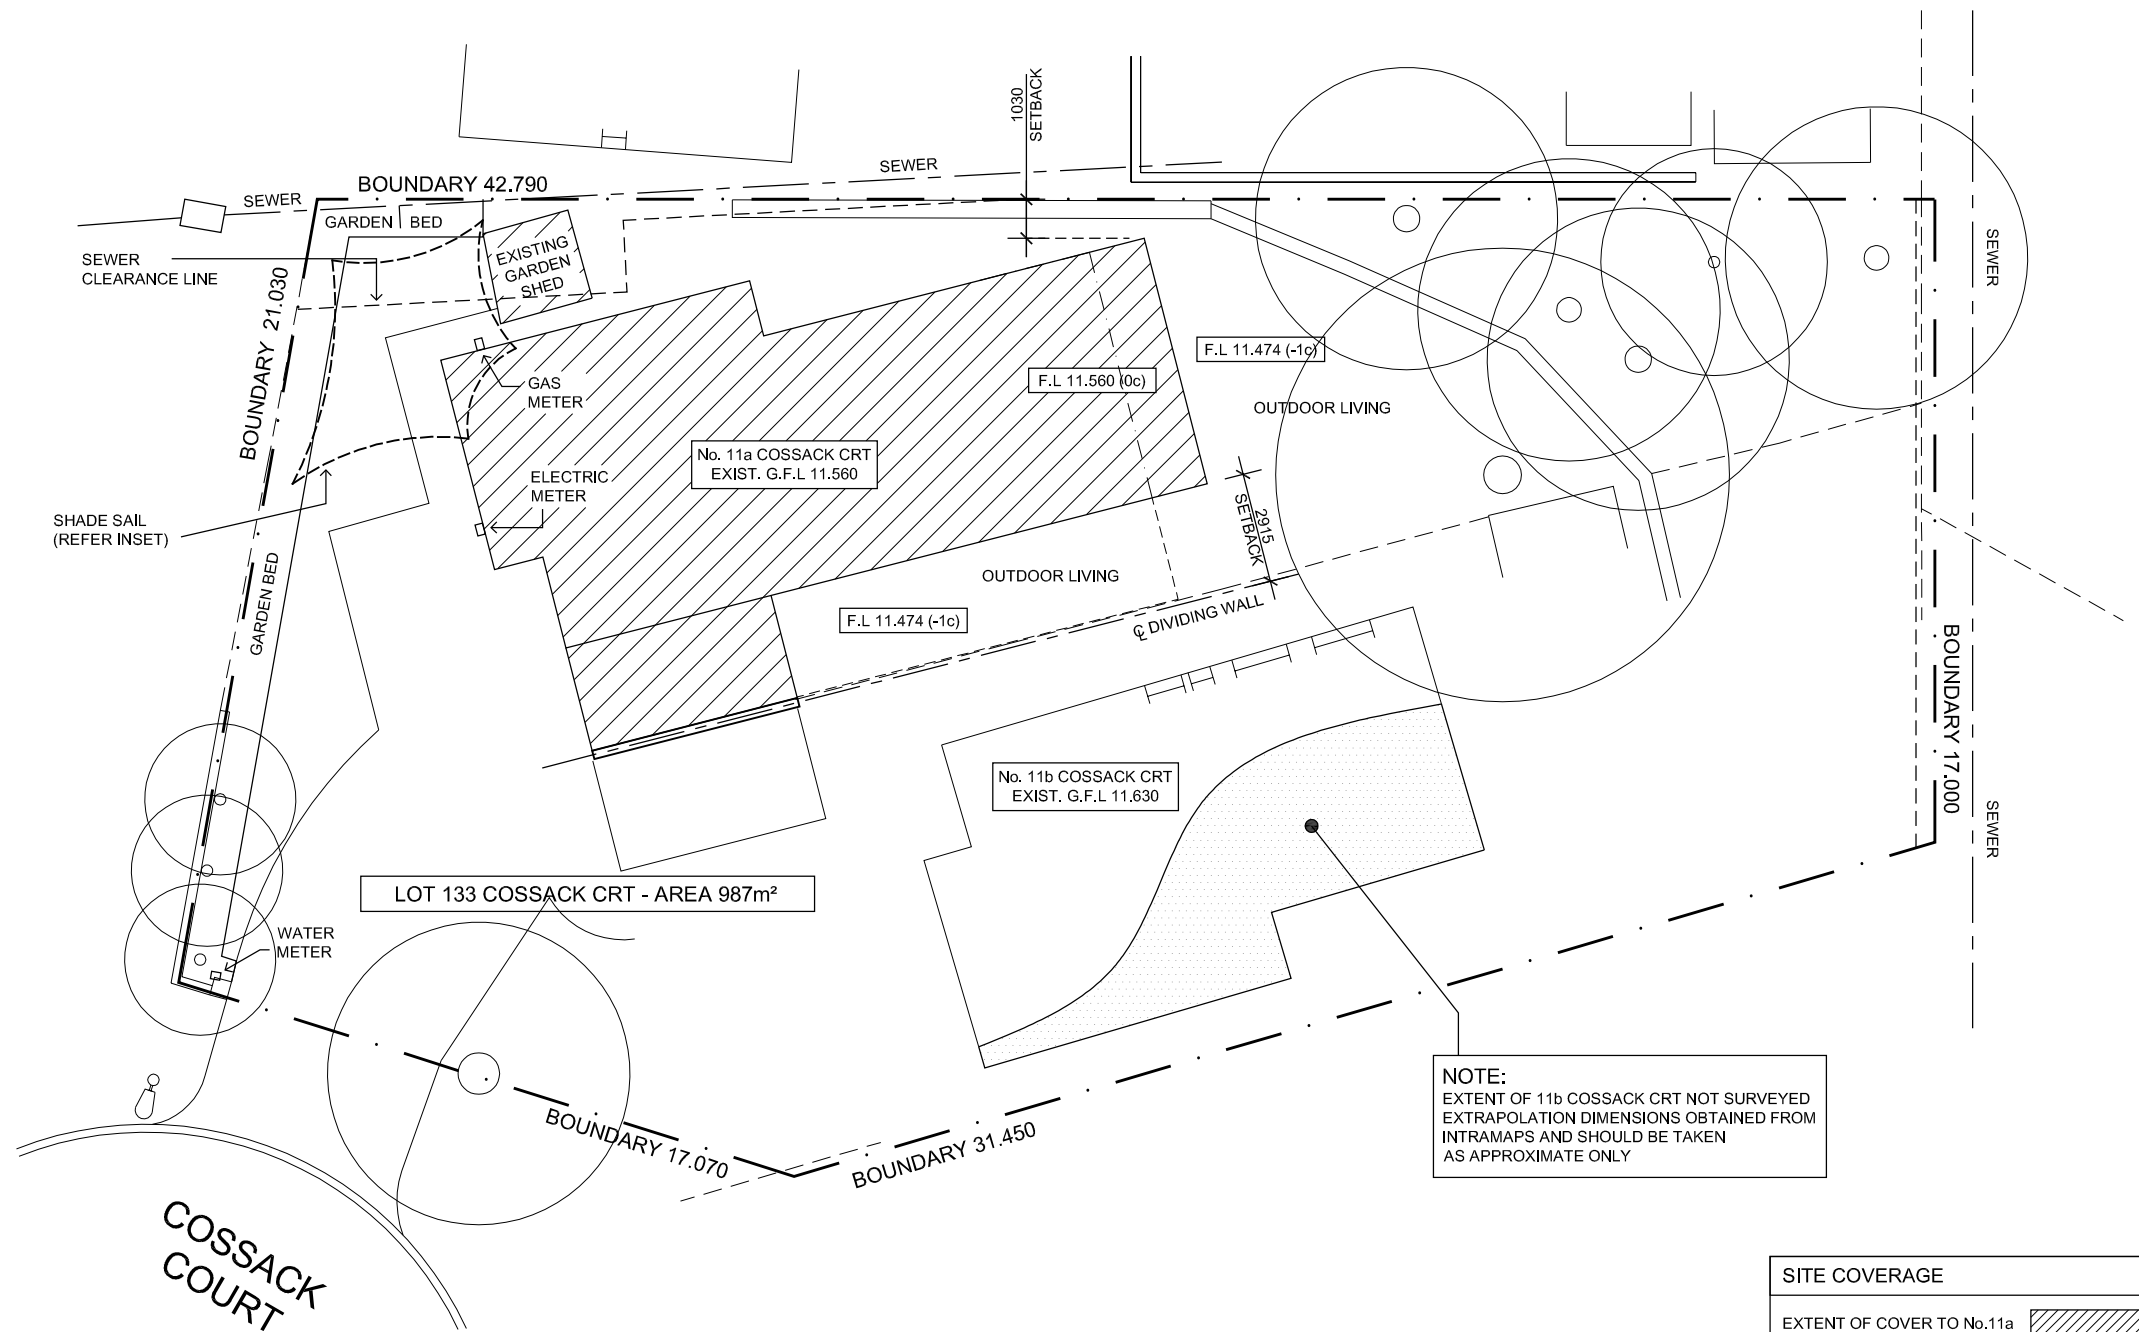 1030
SETBACK
SEWER
BOUNDARY 42.790
SEWER
GARDEN BED
SEWER
CLEARANCE LINE
EXISTING
GARDEN
SHED
SEWER
BOUNDARY 21.030
F.L 11.474 (-1c)
F.L 11.560 (0c)
GAS
METER
OUTDOOR LIVING
No. 11a COSSACK CRT
EXIST. G.F.L 11.560
ELECTRIC
METER
2915
SETBACK
SHADE SAIL
(REFER INSET)
GARDEN BED
OUTDOOR LIVING
F.L 11.474 (-1c)
℄ DIVIDING WALL
BOUNDARY 17.000
No. 11b COSSACK CRT
EXIST. G.F.L 11.630
SEWER
LOT 133 COSSACK CRT - AREA 987m²
WATER
METER
NOTE:
EXTENT OF 11b COSSACK CRT NOT SURVEYED
EXTRAPOLATION DIMENSIONS OBTAINED FROM
INTRAMAPS AND SHOULD BE TAKEN
AS APPROXIMATE ONLY
BOUNDARY 17.070
BOUNDARY 31.450
COSSACK
COURT
SITE COVERAGE
EXTENT OF COVER TO No.11a